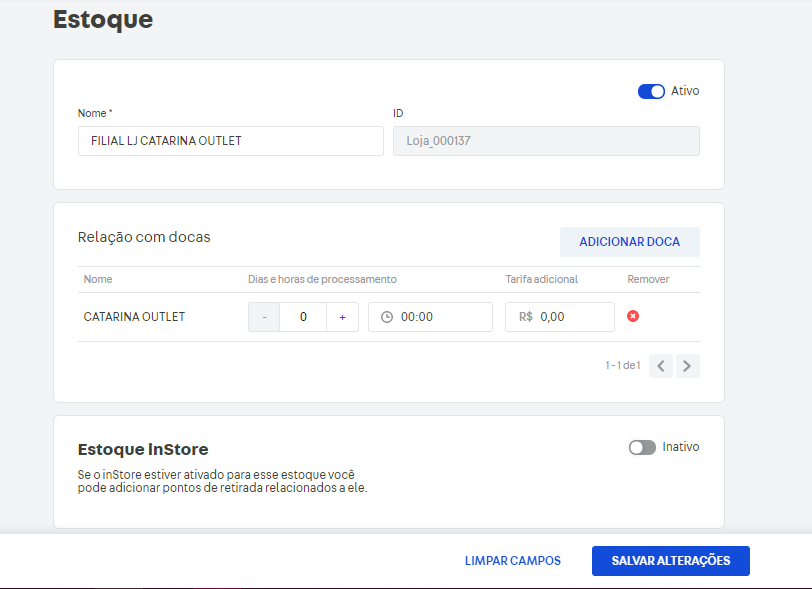 Estoque
Ativo
Nome *
ID
FILIAL LJ CATARINA OUTLET
Loja_000137
Relação com docas
ADICIONAR DOCA
Nome
Dias e horas de processamento
Tarifa adicional
Remover
CATARINA OUTLET
-
0
+
00:00
R$ 0,00
1 - 1 de 1
Estoque inStore
Inativo
Se o inStore estiver ativado para esse estoque você
pode adicionar pontos de retirada relacionados a ele.
LIMPAR CAMPOS
SALVAR ALTERAÇÕES